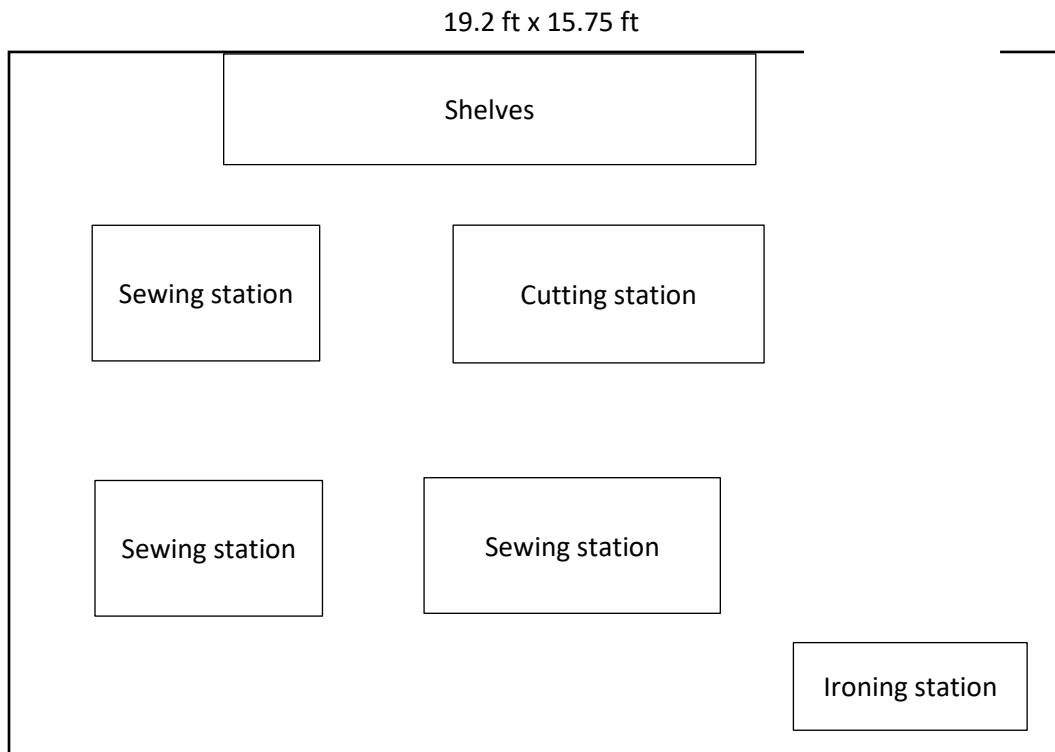 19.2 ft x 15.75 ft
Shelves
Sewing station
Cutting station
Sewing station
Sewing station
Ironing station